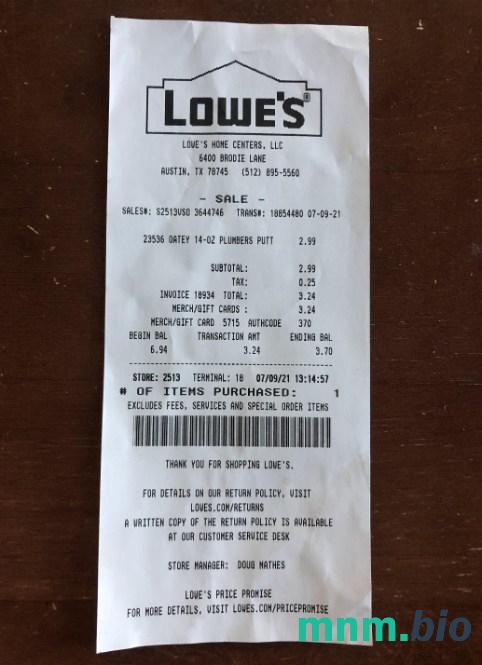 LOWE'S®
LOWE'S HOME CENTERS, LLC
6400 BRODIE LANE
AUSTIN, TX 78745 (512) 895-5560
- SALE -
SALES#: S2513VS0 3644746 TRANS#: 18854480 07-09-21
23536 OATEY 14-OZ PLUMBERS PUTT 2.99
SUBTOTAL: 2.99
TAX: 0.25
INVOICE 18934 TOTAL: 3.24
MERCH/GIFT CARDS : 3.24
MERCH/GIFT CARD 5715 AUTHCODE 370
BEGIN BAL TRANSACTION AMT ENDING BAL
6.94 3.24 3.70
STORE: 2513 TERMINAL: 18 07/09/21 13:14:57
# OF ITEMS PURCHASED: 1
EXCLUDES FEES, SERVICES AND SPECIAL ORDER ITEMS
THANK YOU FOR SHOPPING LOWE'S.
FOR DETAILS ON OUR RETURN POLICY, VISIT
LOWES.COM/RETURNS
A WRITTEN COPY OF THE RETURN POLICY IS AVAILABLE
AT OUR CUSTOMER SERVICE DESK
STORE MANAGER: DOUG MATHES
LOWE'S PRICE PROMISE
FOR MORE DETAILS, VISIT LOWES.COM/PRICEPROMISE
mnm.bio